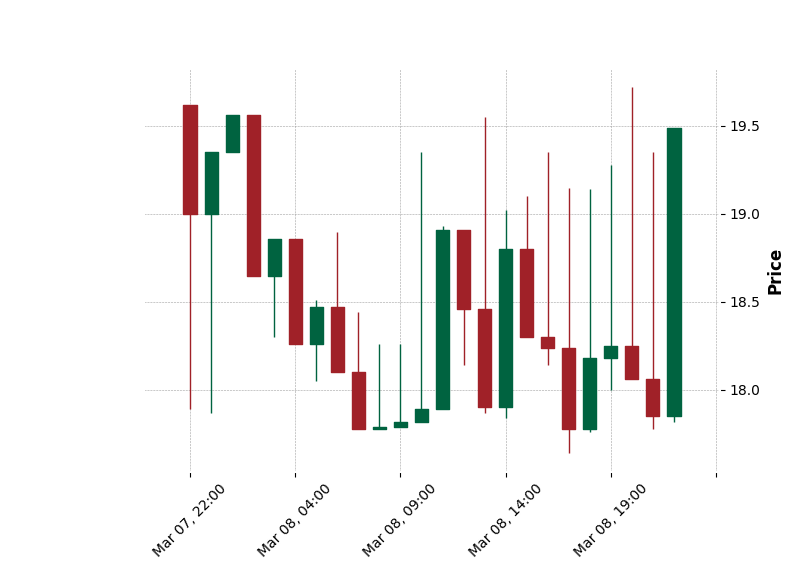 19.5
19.0
18.5
18.0
Price
Mar 07, 22:00
Mar 08, 04:00
Mar 08, 09:00
Mar 08, 14:00
Mar 08, 19:00